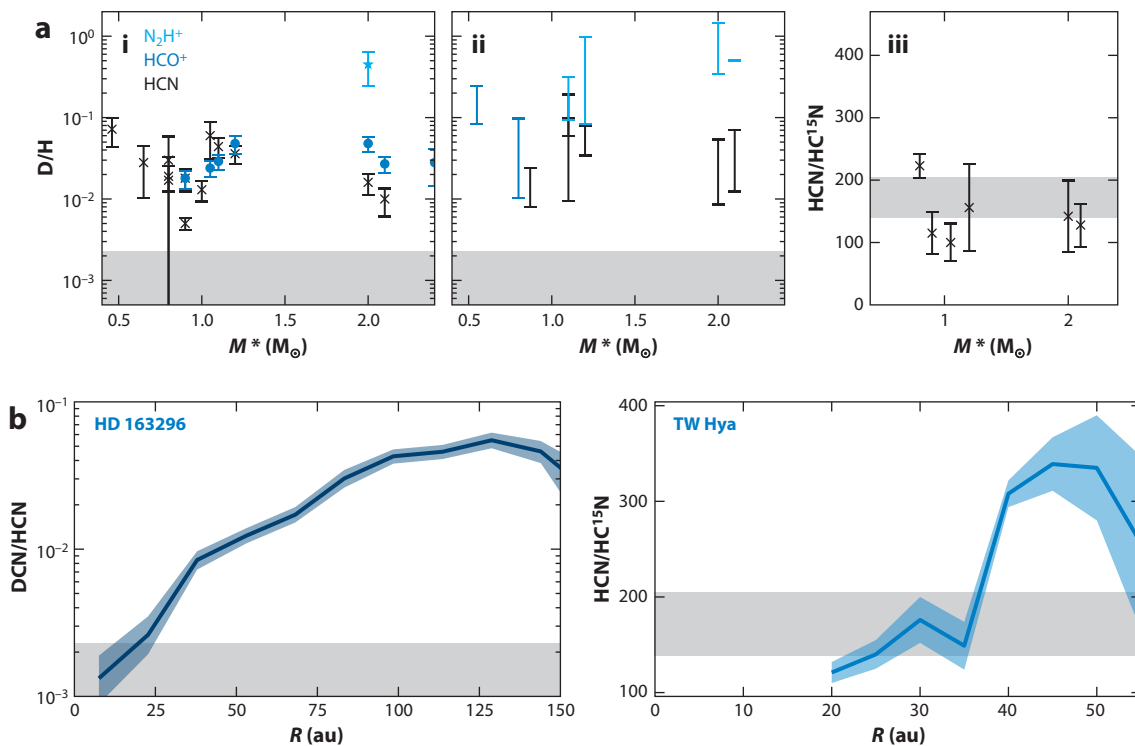 a
i
N₂H⁺
HCO⁺
HCN
D/H
10⁰
10⁻¹
10⁻²
10⁻³
0.5
1.0
1.5
2.0
M* (M⊙)
ii
0.5
1.0
1.5
2.0
M* (M⊙)
iii
HCN/HC¹⁵N
400
300
200
100
0
1
2
M* (M⊙)
b
HD 163296
DCN/HCN
10⁻¹
10⁻²
10⁻³
0
25
50
75
100
125
150
R (au)
TW Hya
HCN/HC¹⁵N
400
300
200
100
0
10
20
30
40
50
R (au)